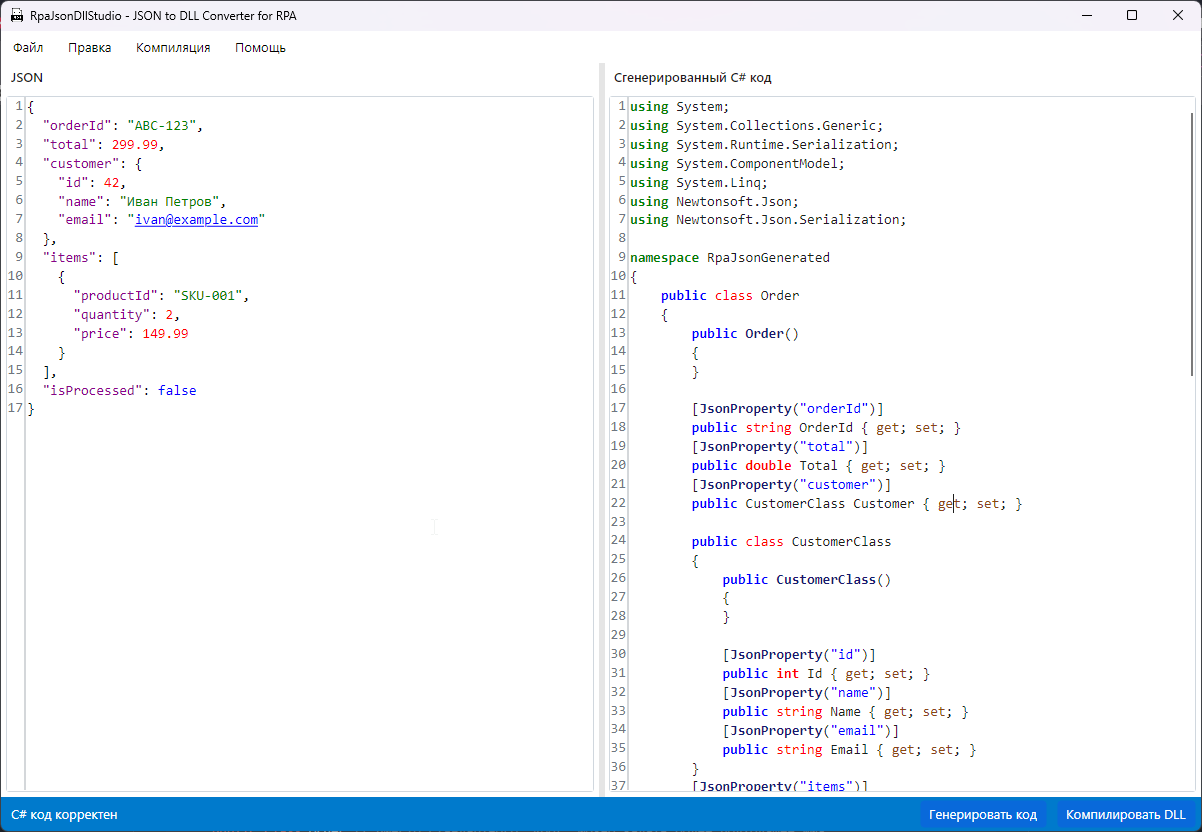 RpaJsonDllStudio - JSON to DLL Converter for RPA
Файл Правка Компиляция Помощь
JSON
1 {
2 "orderId": "ABC-123",
3 "total": 299.99,
4 "customer": {
5 "id": 42,
6 "name": "Иван Петров",
7 "email": "ivan@example.com"
8 },
9 "items": [
10 {
11 "productId": "SKU-001",
12 "quantity": 2,
13 "price": 149.99
14 }
15 ],
16 "isProcessed": false
17 }
Сгенерированный C# код
1 using System;
2 using System.Collections.Generic;
3 using System.Runtime.Serialization;
4 using System.ComponentModel;
5 using System.Linq;
6 using Newtonsoft.Json;
7 using Newtonsoft.Json.Serialization;
8
9 namespace RpaJsonGenerated
10 {
11 public class Order
12 {
13 public Order()
14 {
15 }
16
17 [JsonProperty("orderId")]
18 public string OrderId { get; set; }
19 [JsonProperty("total")]
20 public double Total { get; set; }
21 [JsonProperty("customer")]
22 public CustomerClass Customer { get; set; }
23
24 public class CustomerClass
25 {
26 public CustomerClass()
27 {
28 }
29
30 [JsonProperty("id")]
31 public int Id { get; set; }
32 [JsonProperty("name")]
33 public string Name { get; set; }
34 [JsonProperty("email")]
35 public string Email { get; set; }
36 }
37 [JsonProperty("items")]
C# код корректен
Генерировать код
Компилировать DLL